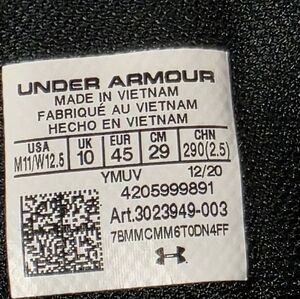 UNDER ARMOUR
MADE IN VIETNAM
FABRIQUÉ AU VIETNAM
HECHO EN VIETNAM
USA UK EUR CM CHN
M11/W12.5 10 45 29 290(2.5)
YMUV 12/20
4205999891
Art.3023949-003
7BMMCMM6T0DN4FF